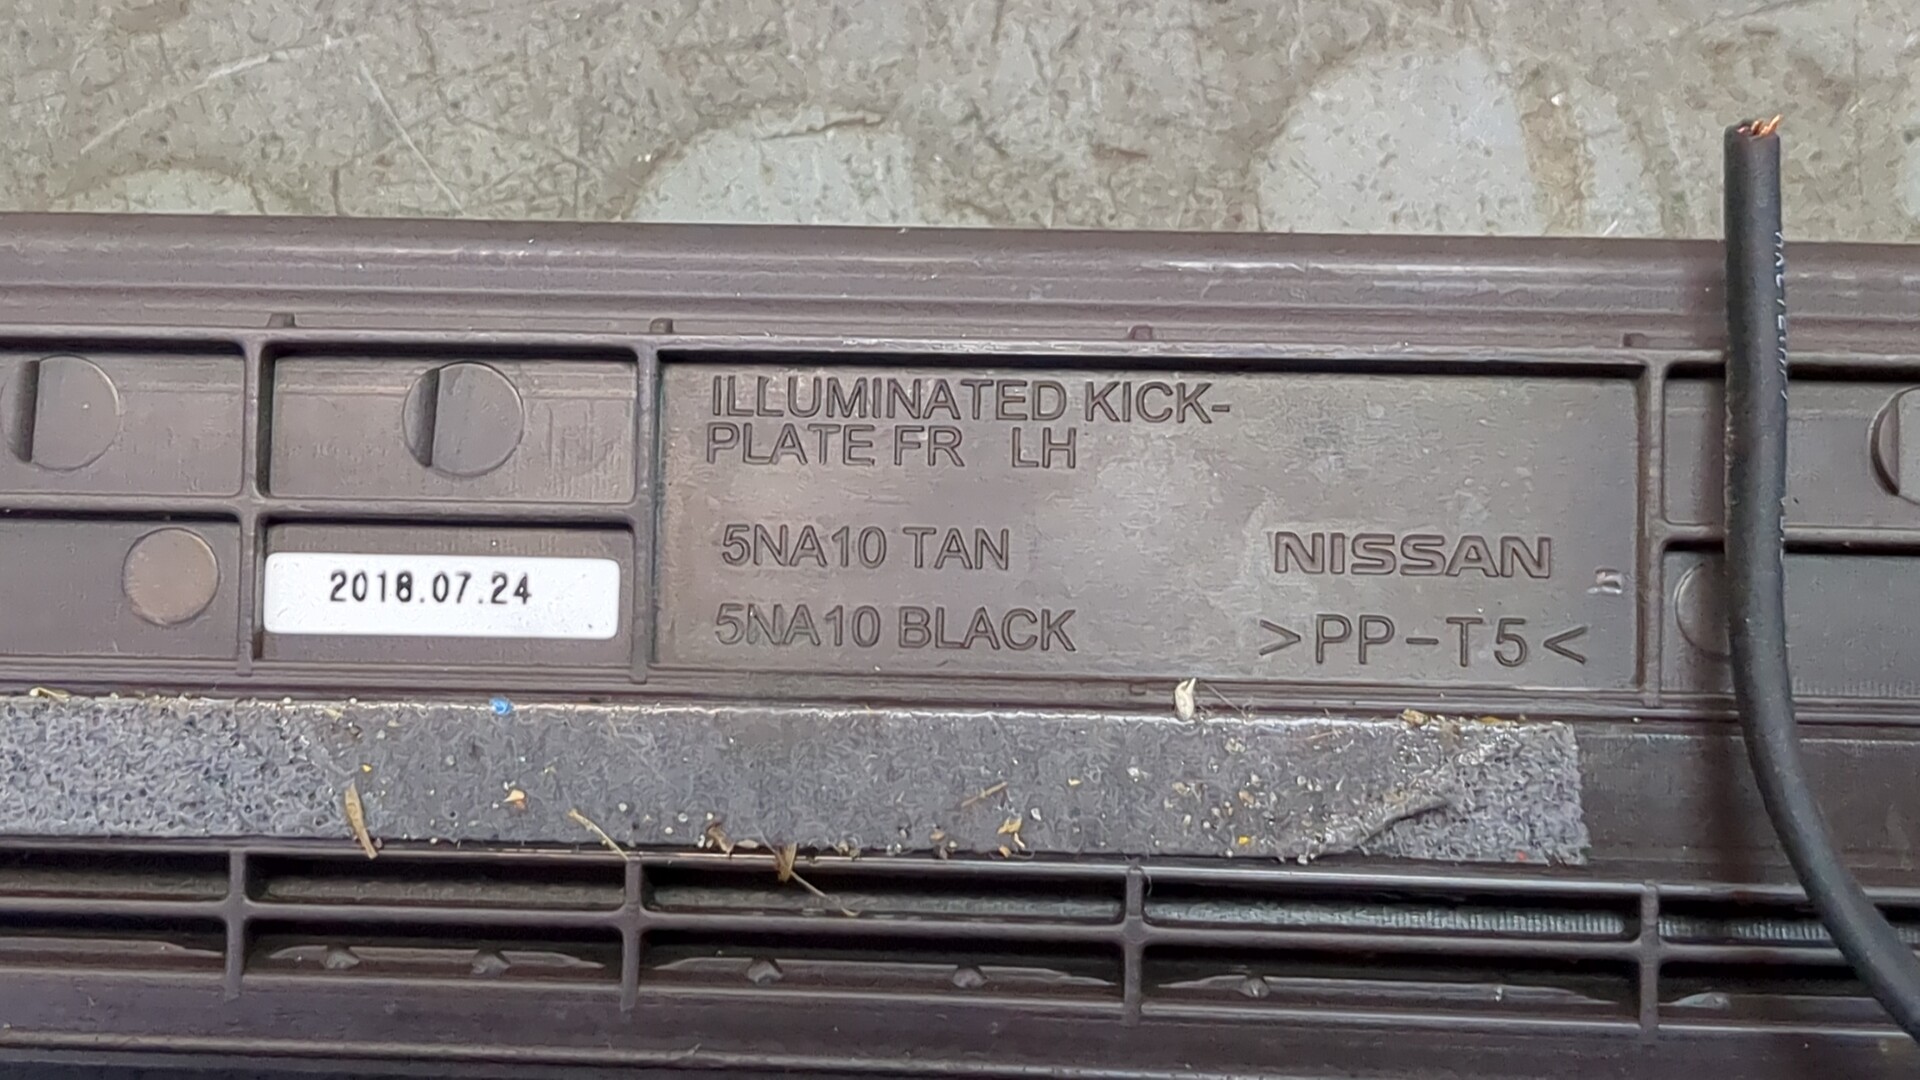 ILLUMINATED KICK-
PLATE FR LH
5NA10 TAN
5NA10 BLACK
NISSAN
>PP-T5<
2018.07.24